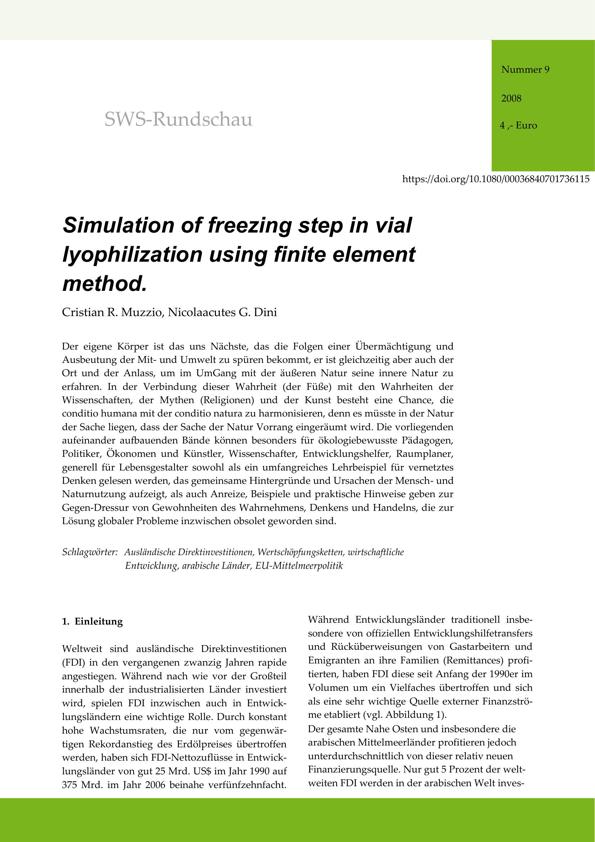 Nummer 9
2008
4 ,- Euro
SWS-Rundschau
https://doi.org/10.1080/00036840701736115
Simulation of freezing step in vial
lyophilization using finite element
method.
Cristian R. Muzzio, Nicolaacutes G. Dini
Der eigene Körper ist das uns Nächste, das die Folgen einer Übermächtigung und
Ausbeutung der Mit- und Umwelt zu spüren bekommt, er ist gleichzeitig aber auch der
Ort und der Anlass, um im UmGang mit der äußeren Natur seine innere Natur zu
erfahren. In der Verbindung dieser Wahrheit (der Füße) mit den Wahrheiten der
Wissenschaften, der Mythen (Religionen) und der Kunst besteht eine Chance, die
conditio humana mit der conditio natura zu harmonisieren, denn es müsste in der Natur
der Sache liegen, dass der Sache der Natur Vorrang eingeräumt wird. Die vorliegenden
aufeinander aufbauenden Bände können besonders für ökologiebewusste Pädagogen,
Politiker, Ökonomen und Künstler, Wissenschafter, Entwicklungshelfer, Raumplaner,
generell für Lebensgestalter sowohl als ein umfangreiches Lehrbeispiel für vernetztes
Denken gelesen werden, das gemeinsame Hintergründe und Ursachen der Mensch- und
Naturnutzung aufzeigt, als auch Anreize, Beispiele und praktische Hinweise geben zur
Gegen-Dressur von Gewohnheiten des Wahrnehmens, Denkens und Handelns, die zur
Lösung globaler Probleme inzwischen obsolet geworden sind.
Schlagwörter: Ausländische Direktinvestitionen, Wertschöpfungsketten, wirtschaftliche
Entwicklung, arabische Länder, EU-Mittelmeerpolitik
1. Einleitung
Weltweit sind ausländische Direktinvestitionen
(FDI) in den vergangenen zwanzig Jahren rapide
angestiegen. Während nach wie vor der Großteil
innerhalb der industrialisierten Länder investiert
wird, spielen FDI inzwischen auch in Entwick-
lungsländern eine wichtige Rolle. Durch konstant
hohe Wachstumsraten, die nur vom gegenwär-
tigen Rekordanstieg des Erdölpreises übertroffen
werden, haben sich FDI-Nettozuflüsse in Entwick-
lungsländer von gut 25 Mrd. US$ im Jahr 1990 auf
375 Mrd. im Jahr 2006 beinahe verfünfzehnfacht.
Während Entwicklungsländer traditionell insbe-
sondere von offiziellen Entwicklungshilfetransfers
und Rücküberweisungen von Gastarbeitern und
Emigranten an ihre Familien (Remittances) profi-
tierten, haben FDI diese seit Anfang der 1990er im
Volumen um ein Vielfaches übertroffen und sich
als eine sehr wichtige Quelle externer Finanzströ-
me etabliert (vgl. Abbildung 1).
Der gesamte Nahe Osten und insbesondere die
arabischen Mittelmeerländer profitieren jedoch
unterdurchschnittlich von dieser relativ neuen
Finanzierungsquelle. Nur gut 5 Prozent der welt-
weiten FDI werden in der arabischen Welt inves-